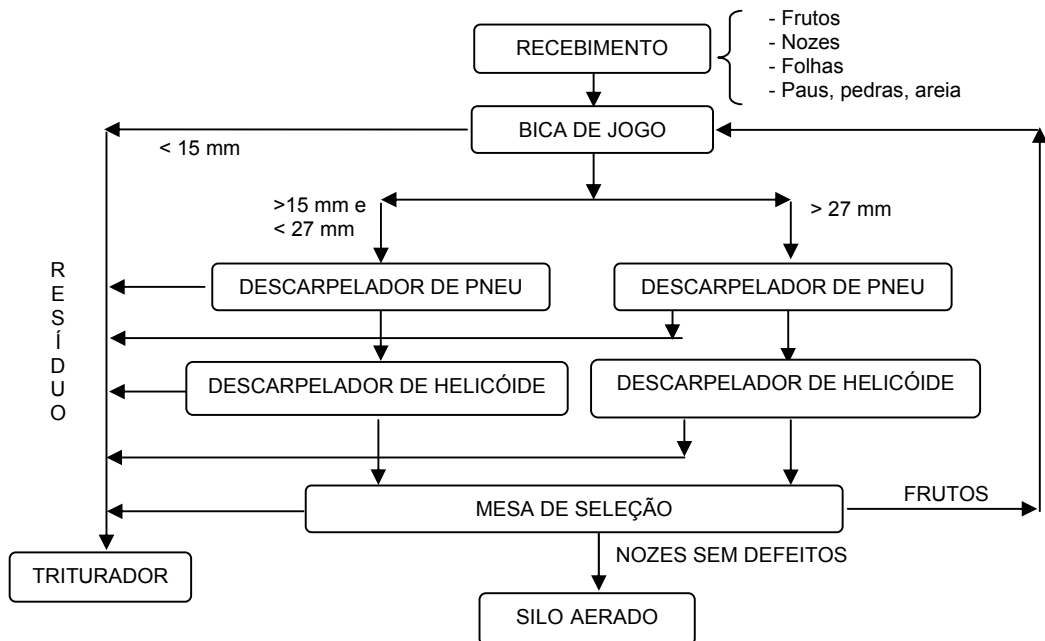 RECEBIMENTO
- Frutos
- Nozes
- Folhas
- Paus, pedras, areia
BICA DE JOGO
< 15 mm
>15 mm e
< 27 mm
> 27 mm
R
E
S
Í
D
U
O
DESCARPELADOR DE PNEU
DESCARPELADOR DE PNEU
DESCARPELADOR DE HELICÓIDE
DESCARPELADOR DE HELICÓIDE
MESA DE SELEÇÃO
FRUTOS
NOZES SEM DEFEITOS
TRITURADOR
SILO AERADO